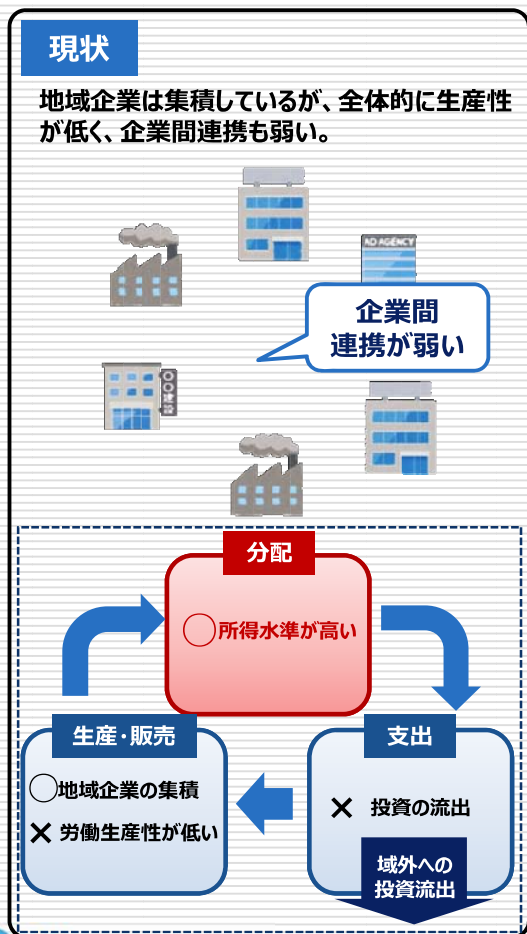 現状
地域企業は集積しているが、全体的に生産性
が低く、企業間連携も弱い。
AD AGENCY
企業間
連携が弱い
○○建設
分配
○所得水準が高い
生産・販売
○地域企業の集積
× 労働生産性が低い
支出
× 投資の流出
域外への
投資流出